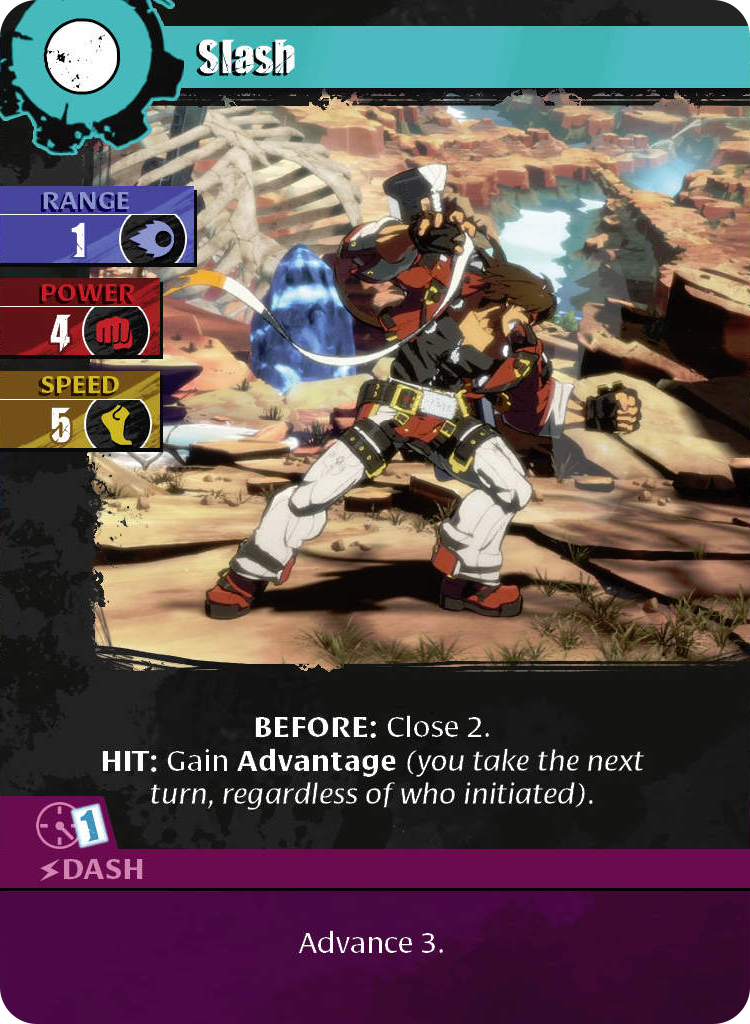 Slash
RANGE
1
POWER
4
SPEED
5
BEFORE: Close 2.
HIT: Gain Advantage (you take the next
turn, regardless of who initiated).
1
DASH
Advance 3.